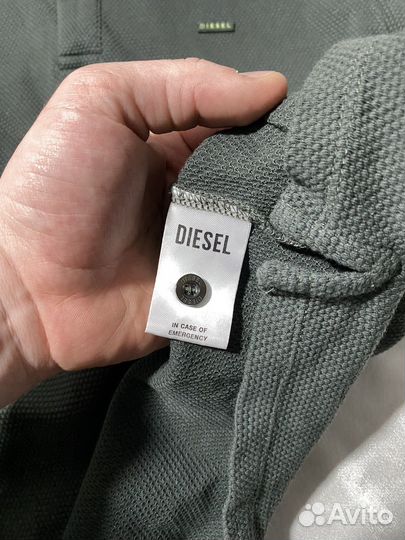 DIESEL
DIESEL
IN CASE OF
EMERGENCY
Avito